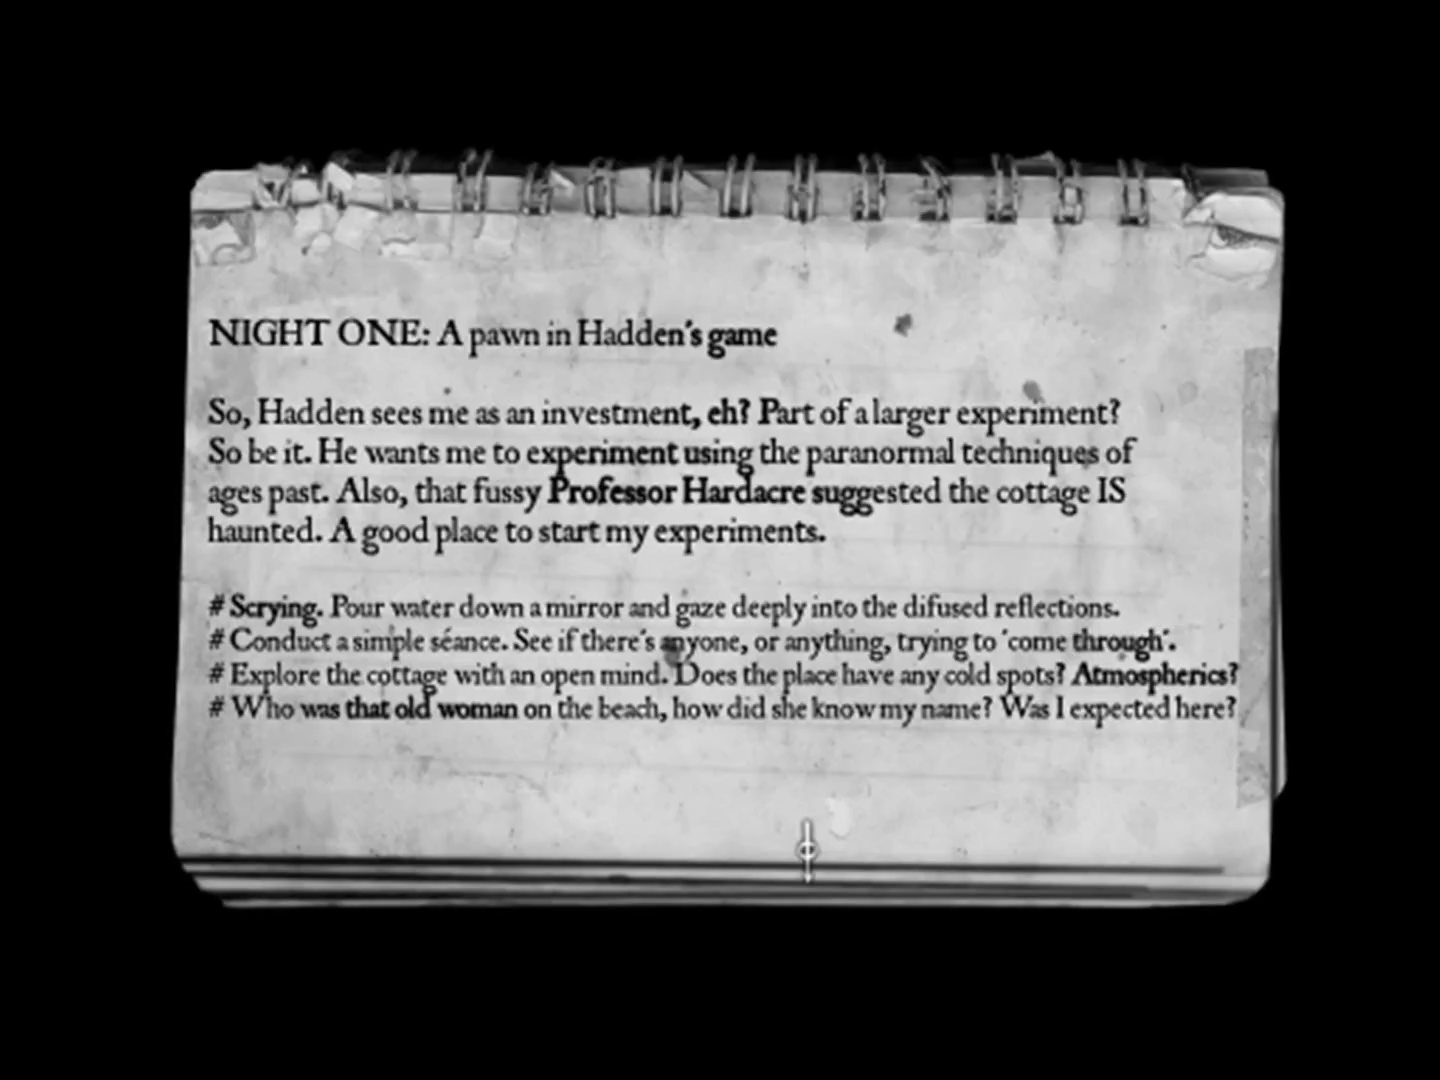 NIGHT ONE: A pawn in Hadden's game
So, Hadden sees me as an investment, eh? Part of a larger experiment?
So be it. He wants me to experiment using the paranormal techniques of
ages past. Also, that fussy Professor Hardacre suggested the cottage IS
haunted. A good place to start my experiments.
# Scrying. Pour water down a mirror and gaze deeply into the difused reflections.
# Conduct a simple séance. See if there's anyone, or anything, trying to 'come through'.
# Explore the cottage with an open mind. Does the place have any cold spots? Atmospherics?
# Who was that old woman on the beach, how did she know my name? Was I expected here?